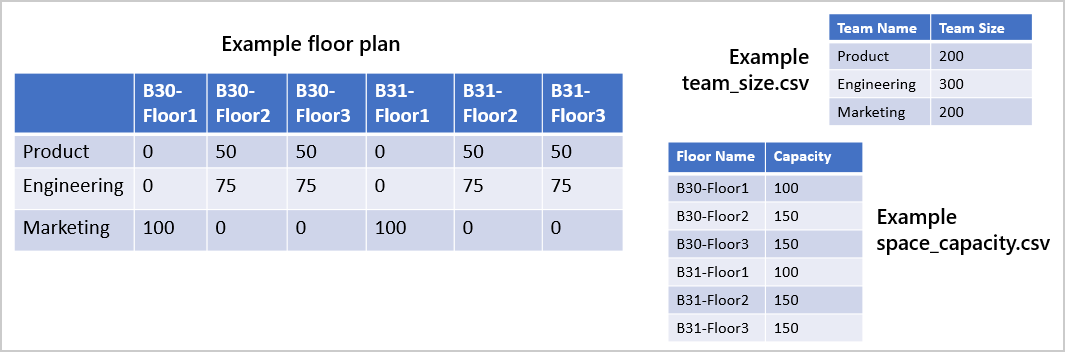 Example floor plan
B30-Floor1 B30-Floor2 B30-Floor3 B31-Floor1 B31-Floor2 B31-Floor3
Product 0 50 50 0 50 50
Engineering 0 75 75 0 75 75
Marketing 100 0 0 100 0 0
Example
team_size.csv
Team Name Team Size
Product 200
Engineering 300
Marketing 200
Floor Name Capacity
B30-Floor1 100
B30-Floor2 150
B30-Floor3 150
B31-Floor1 100
B31-Floor2 150
B31-Floor3 150
Example
space_capacity.csv